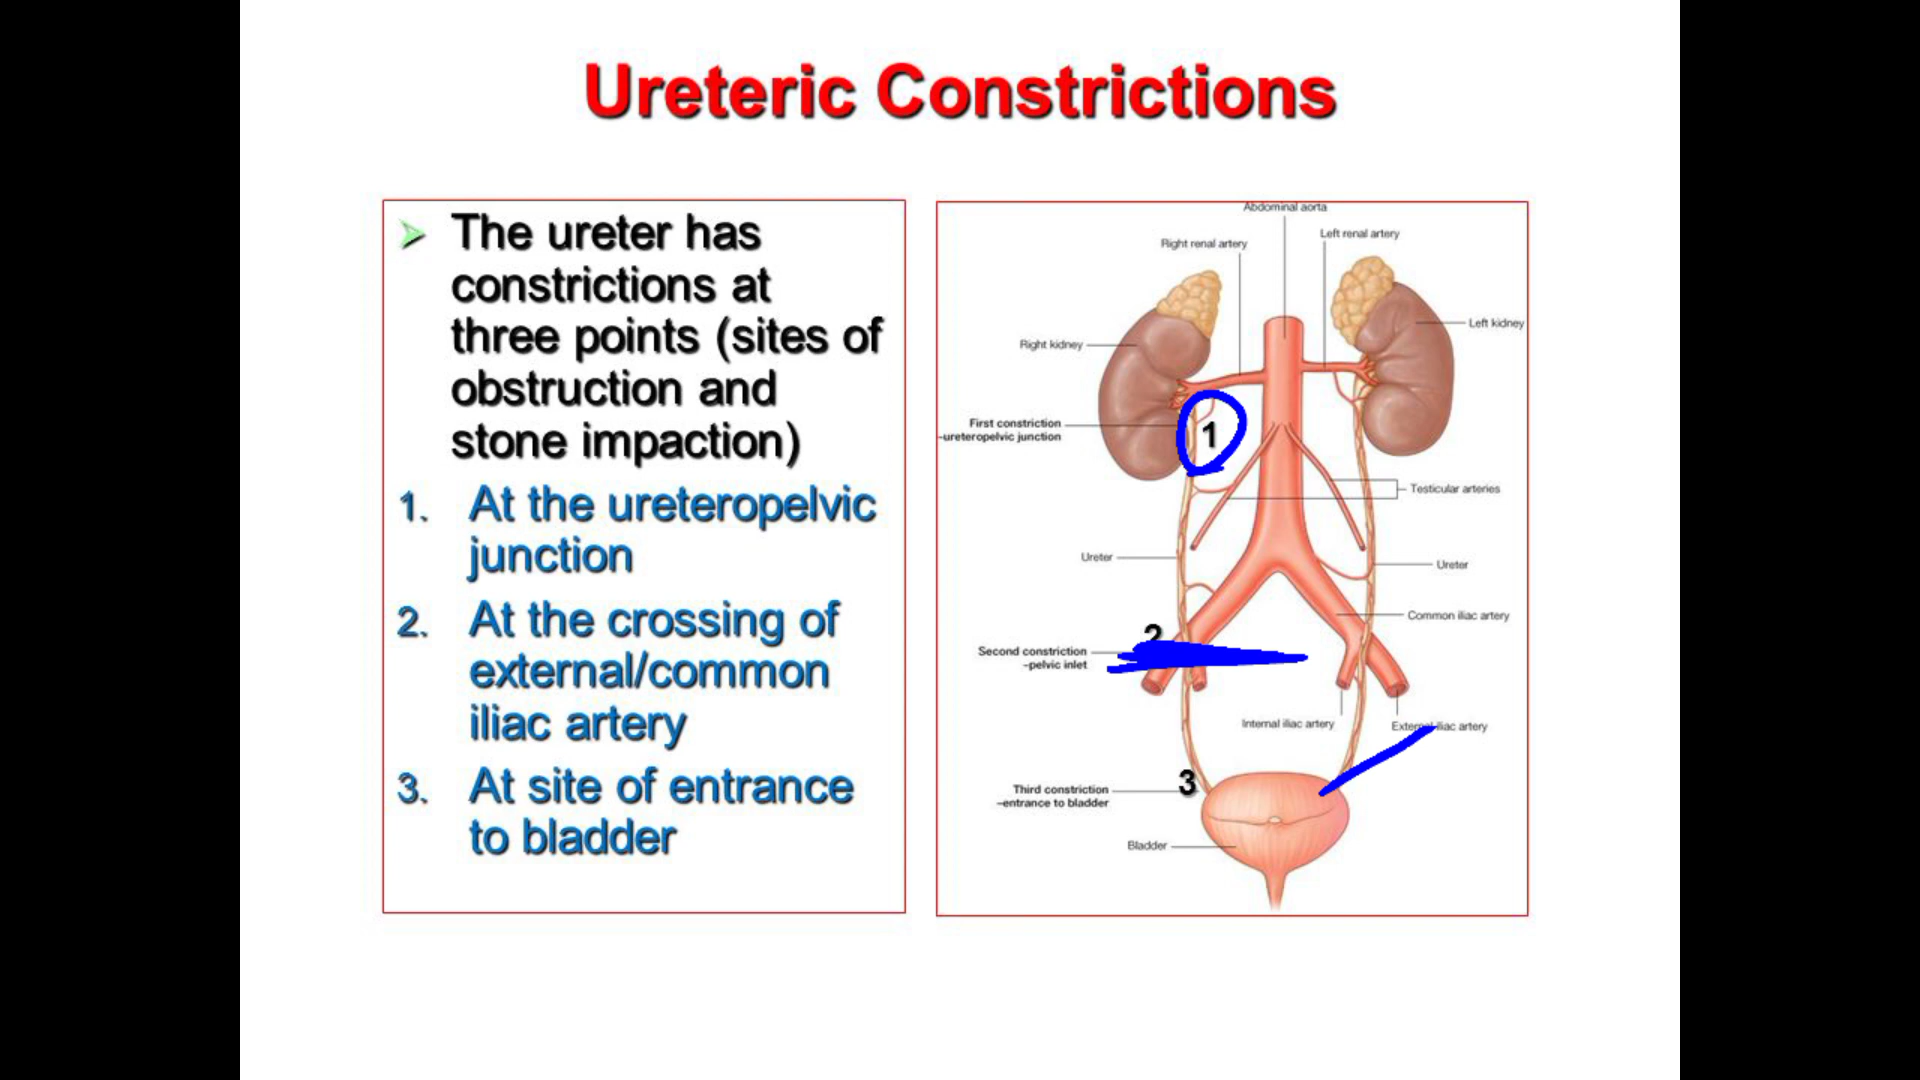 Ureteric Constrictions
The ureter has
constrictions at
three points (sites of
obstruction and
stone impaction)
1. At the ureteropelvic
junction
2. At the crossing of
external/common
iliac artery
3. At site of entrance
to bladder
Abdominal aorta
Left renal artery
Right renal artery
Left kidney
Right kidney
First constriction
-ureteropelvic junction
1
Testicular arteries
Ureter
Ureter
Common iliac artery
2
Second constriction
-pelvic inlet
Internal iliac artery
External iliac artery
3
Third constriction
-entrance to bladder
Bladder